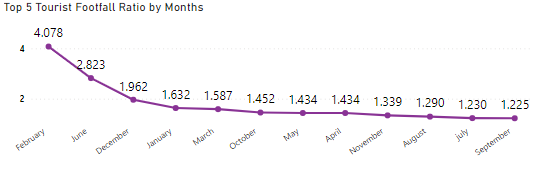 Top 5 Tourist Footfall Ratio by Months
4.078
2.823
1.962
1.632
1.587
1.452
1.434
1.434
1.339
1.290
1.230
1.225
4
2
February
June
December
January
March
October
May
April
November
August
July
September